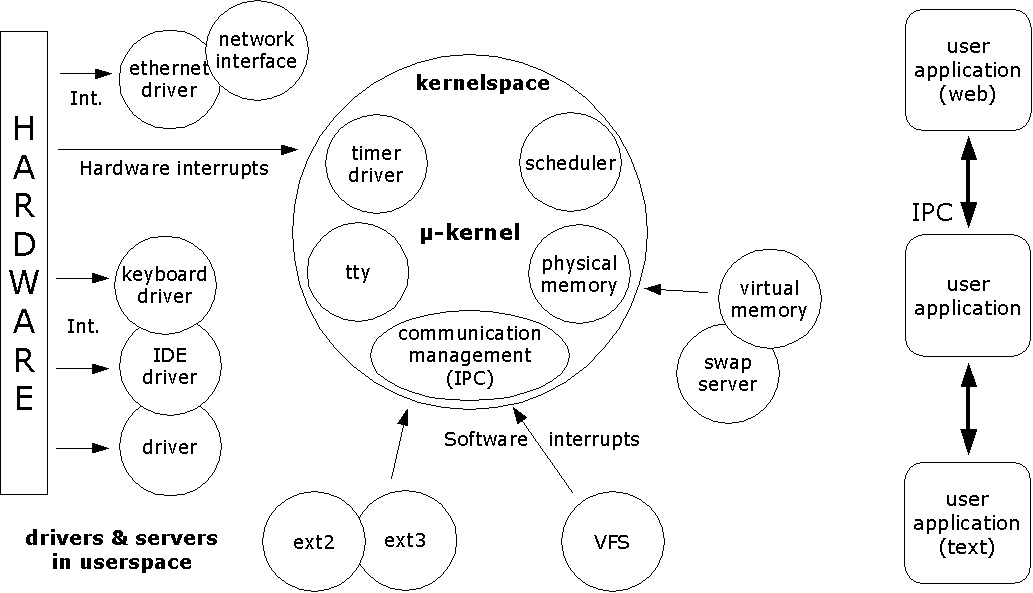 HARDWARE
ethernet
driver
network
interface
Int.
Hardware interrupts
keyboard
driver
Int.
IDE
driver
driver
drivers & servers
in userspace
kernelspace
timer
driver
scheduler
µ-kernel
tty
physical
memory
communication
management
(IPC)
virtual
memory
swap
server
Software interrupts
ext2
ext3
VFS
user
application
(web)
IPC
user
application
user
application
(text)